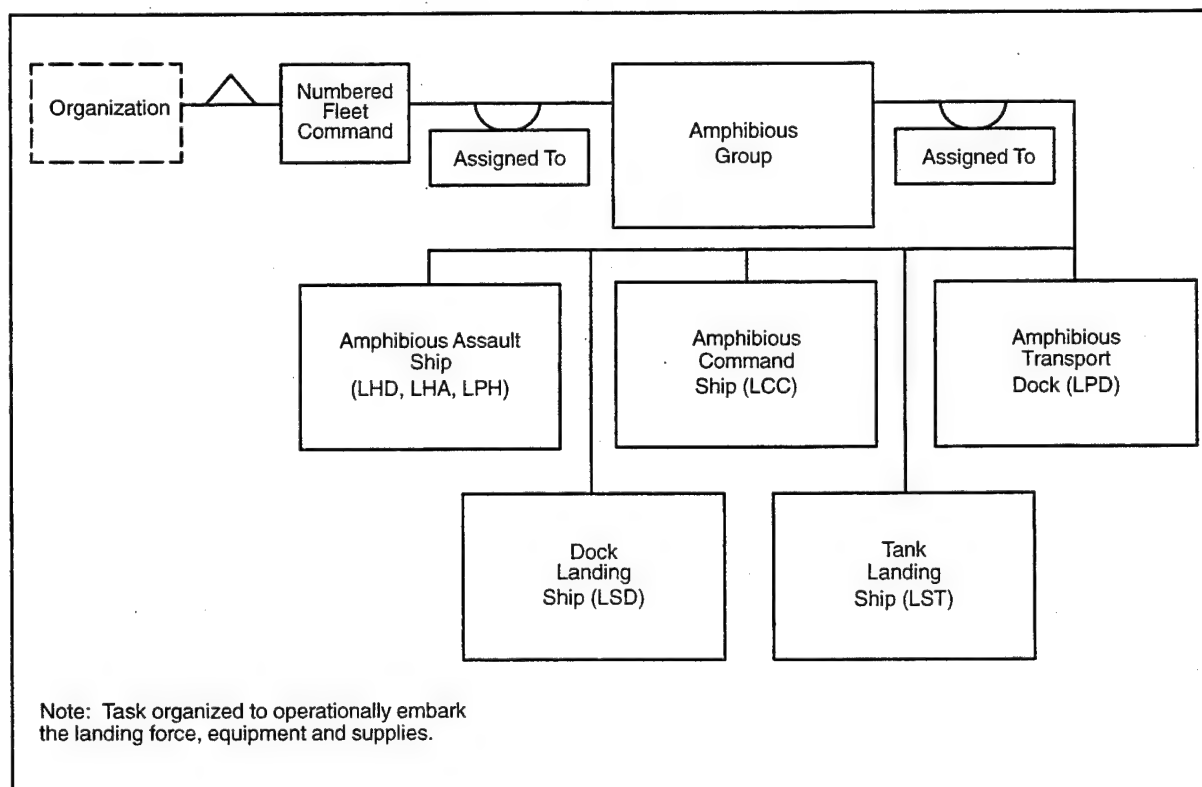 Organization
Numbered
Fleet
Command
Assigned To
Amphibious
Group
Assigned To
Amphibious Assault
Ship
(LHD, LHA, LPH)
Amphibious
Command
Ship (LCC)
Amphibious
Transport
Dock (LPD)
Dock
Landing
Ship (LSD)
Tank
Landing
Ship (LST)
Note: Task organized to operationally embark
the landing force, equipment and supplies.